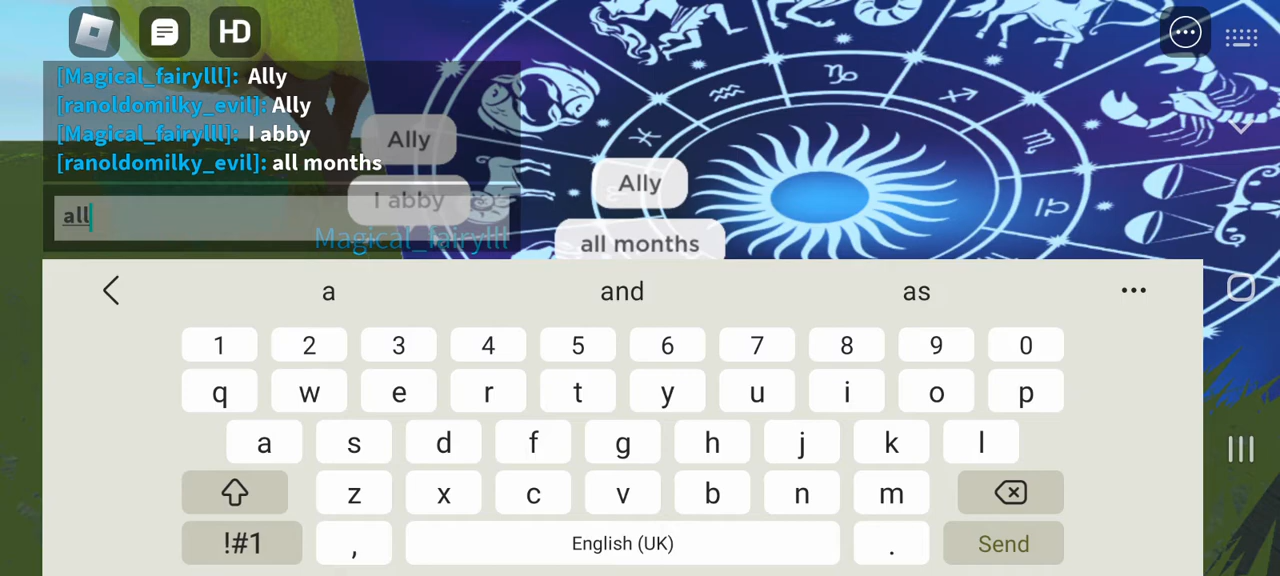 HD
[Magical_fairylll]: Ally
[ranoldomilky_evil]: Ally
[Magical_fairylll]: I abby
[ranoldomilky_evil]: all months
all
Ally
I abby
Magical_fairylll
Ally
all months
a and as
1 2 3 4 5 6 7 8 9 0
q w e r t y u i o p
a s d f g h j k l
z x c v b n m
!#1 , English (UK) . Send